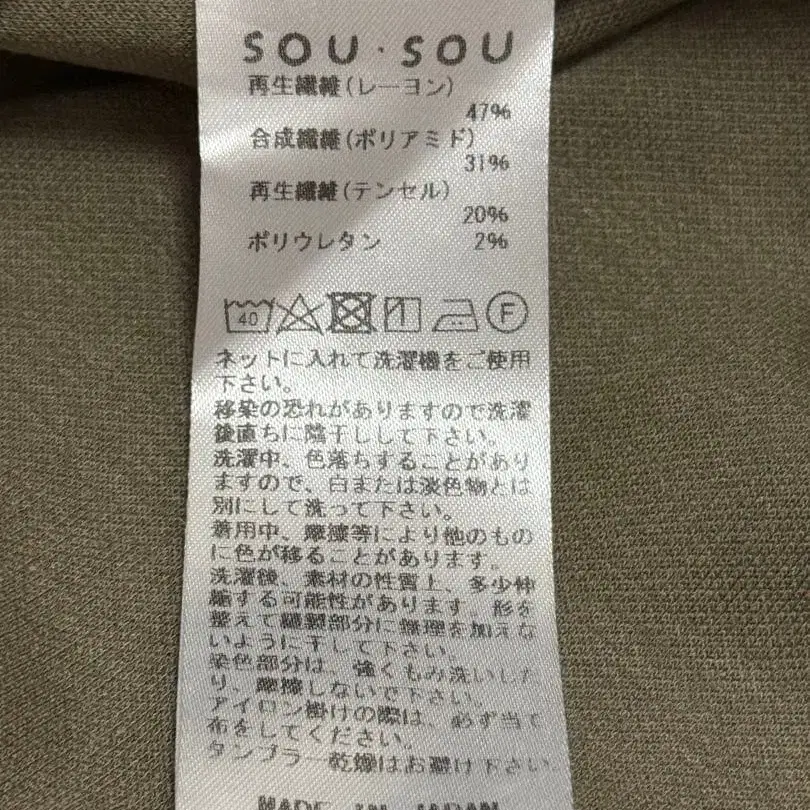 SOU・SOU
再生繊維(レーヨン)
47%
合成繊維(ポリアミド)
31%
再生繊維(テンセル)
20%
ポリウレタン 2%
40 F
ネットに入れて洗濯機をご使用
下さい。
移染の恐れがありますので洗濯
後直ちに陰干しして下さい。
洗濯中、色落ちすることがあり
ますので、白または淡色物とは
別にして洗って下さい。
着用中、摩擦等により他のもの
に色が移ることがあります。
洗濯後、素材の性質上、多少伸
縮する可能性があります。形を
整えて縫製部分に無理を加えな
いように干して下さい。
染色部分は、強くもみ洗いした
り、摩擦しないで下さい。
アイロン掛けの際は、必ず当て
布をしてください。
タンブラー乾燥はお避け下さい。
MADE IN JAPAN